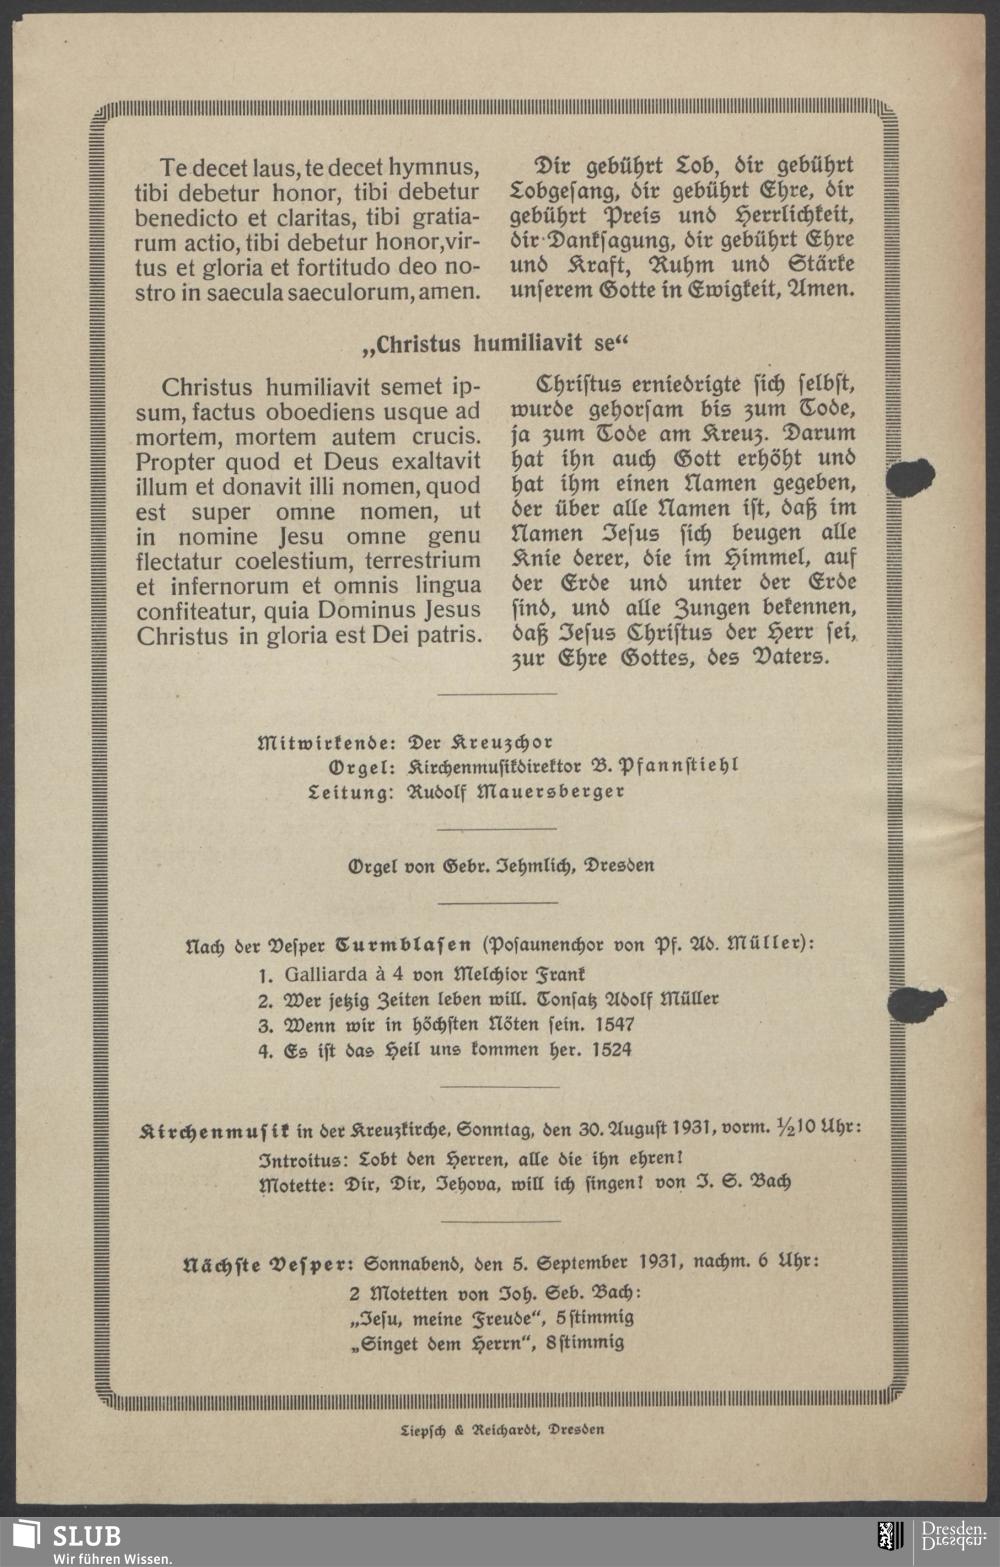 Te decet laus, te decet hymnus,
tibi debetur honor, tibi debetur
benedicto et claritas, tibi gratia-
rum actio, tibi debetur honor, vir-
tus et gloria et fortitudo deo no-
stro in saecula saeculorum, amen.
Dir gebührt Lob, dir gebührt
Lobgesang, dir gebührt Ehre, dir
gebührt Preis und Herrlichkeit,
dir Danksagung, dir gebührt Ehre
und Kraft, Ruhm und Stärke
unserem Gotte in Ewigkeit, Amen.
„Christus humiliavit se“
Christus humiliavit semet ip-
sum, factus oboediens usque ad
mortem, mortem autem crucis.
Propter quod et Deus exaltavit
illum et donavit illi nomen, quod
est super omne nomen, ut
in nomine Jesu omne genu
flectatur coelestium, terrestrium
et infernorum et omnis lingua
confiteatur, quia Dominus Jesus
Christus in gloria est Dei patris.
Christus erniedrigte sich selbst,
wurde gehorsam bis zum Tode,
ja zum Tode am Kreuz. Darum
hat ihn auch Gott erhöht und
hat ihm einen Namen gegeben,
der über alle Namen ist, daß im
Namen Jesus sich beugen alle
Knie derer, die im Himmel, auf
der Erde und unter der Erde
sind, und alle Zungen bekennen,
daß Jesus Christus der Herr sei,
zur Ehre Gottes, des Vaters.
Mitwirkende: Der Kreuzchor
Orgel: Kirchenmusikdirektor B. Pfannstiehl
Leitung: Rudolf Mauersberger
Orgel von Gebr. Jehmlich, Dresden
Nach der Vesper Turmblasen (Posaunenchor von Pf. Ad. Müller):
1. Galliarda à 4 von Melchior Frank
2. Wer jetzig Zeiten leben will. Tonsatz Adolf Müller
3. Wenn wir in höchsten Nöten sein. 1547
4. Es ist das Heil uns kommen her. 1524
Kirchenmusik in der Kreuzkirche, Sonntag, den 30. August 1931, vorm. ½10 Uhr:
Introitus: Lobt den Herren, alle die ihn ehren!
Motette: Dir, Dir, Jehova, will ich singen! von J. S. Bach
Nächste Vesper: Sonnabend, den 5. September 1931, nachm. 6 Uhr:
2 Motetten von Joh. Seb. Bach:
„Jesu, meine Freude“, 5stimmig
„Singet dem Herrn“, 8stimmig
Liepsch & Reichardt, Dresden
SLUB
Wir führen Wissen.
Dresden.
Dresden.